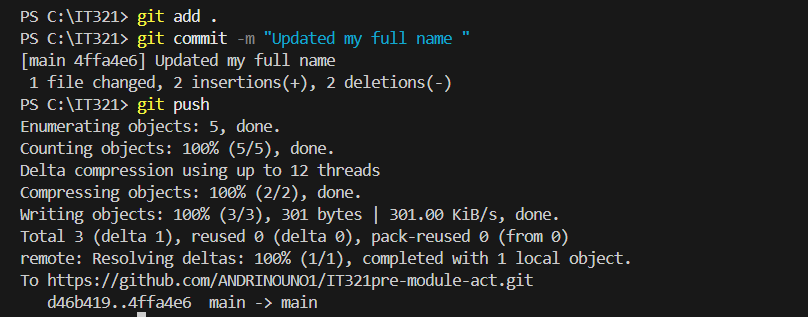 PS C:\IT321> git add .
PS C:\IT321> git commit -m "Updated my full name "
[main 4ffa4e6] Updated my full name
 1 file changed, 2 insertions(+), 2 deletions(-)
PS C:\IT321> git push
Enumerating objects: 5, done.
Counting objects: 100% (5/5), done.
Delta compression using up to 12 threads
Compressing objects: 100% (2/2), done.
Writing objects: 100% (3/3), 301 bytes | 301.00 KiB/s, done.
Total 3 (delta 1), reused 0 (delta 0), pack-reused 0 (from 0)
remote: Resolving deltas: 100% (1/1), completed with 1 local object.
To https://github.com/ANDRINOUNO1/IT321pre-module-act.git
   d46b419..4ffa4e6  main -> main